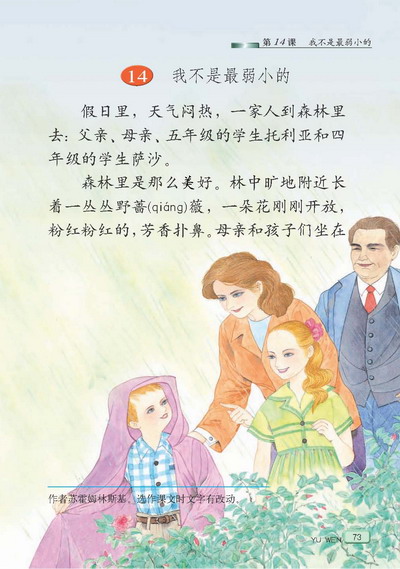 第14课 我不是最弱小的
14 我不是最弱小的
假日里，天气闷热，一家人到森林里
去：父亲、母亲、五年级的学生托利亚和四
年级的学生萨沙。
森林里是那么美好。林中旷地附近长
着一丛丛野蔷(qiáng)薇，一朵花刚刚开放，
粉红粉红的，芳香扑鼻。母亲和孩子们坐在
作者苏霍姆林斯基，选作课文时文字有改动。
YU WEN 73